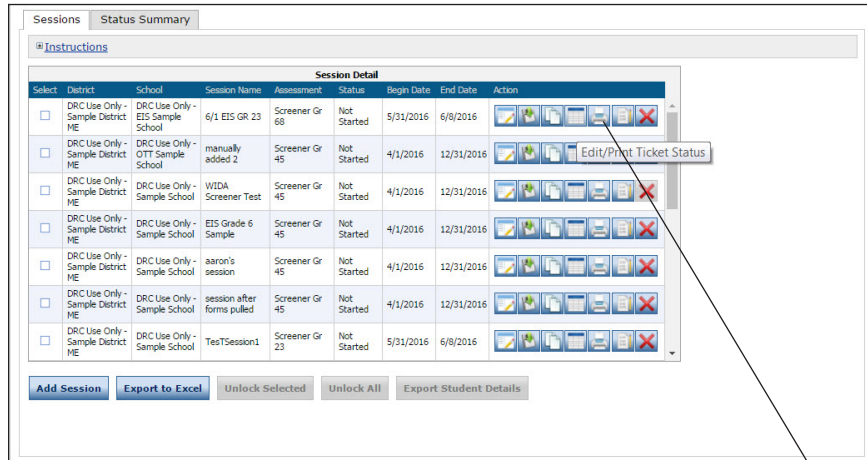 Sessions Status Summary
Instructions
Session Detail
Select District School Session Name Assessment Status Begin Date End Date Action
DRC Use Only - Sample District ME DRC Use Only - EIS Sample School 6/1 EIS GR 23 Screener Gr 68 Not Started 5/31/2016 6/8/2016
Edit/Print Ticket Status
DRC Use Only - Sample District ME DRC Use Only - OTT Sample School manually added 2 Screener Gr 45 Not Started 4/1/2016 12/31/2016
DRC Use Only - Sample District ME DRC Use Only - Sample School WIDA Screener Test Screener Gr 45 Not Started 4/1/2016 12/31/2016
DRC Use Only - Sample District ME DRC Use Only - Sample School EIS Grade 6 Sample Screener Gr 45 Not Started 4/1/2016 12/31/2016
DRC Use Only - Sample District ME DRC Use Only - Sample School aaron's session Screener Gr 45 Not Started 4/1/2016 12/31/2016
DRC Use Only - Sample District ME DRC Use Only - Sample School session after forms pulled Screener Gr 45 Not Started 4/1/2016 12/31/2016
DRC Use Only - Sample District ME DRC Use Only - Sample School TesTSession1 Screener Gr 23 Not Started 5/31/2016 6/8/2016
Add Session Export to Excel Unlock Selected Unlock All Export Student Details